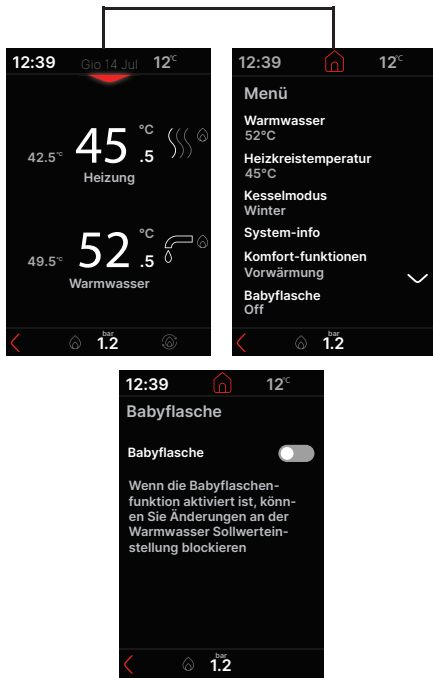 12:39 Gio 14 Jul 12°C
45 °C .5
42.5°C
Heizung
52 °C .5
49.5°C
Warmwasser
bar
1.2
12:39 12°C
Menü
Warmwasser
52°C
Heizkreistemperatur
45°C
Kesselmodus
Winter
System-info
Komfort-funktionen
Vorwärmung
Babyflasche
Off
bar
1.2
12:39 12°C
Babyflasche
Babyflasche
Wenn die Babyflaschen-
funktion aktiviert ist, könn-
en Sie Änderungen an der
Warmwasser Sollwertein-
stellung blockieren
bar
1.2